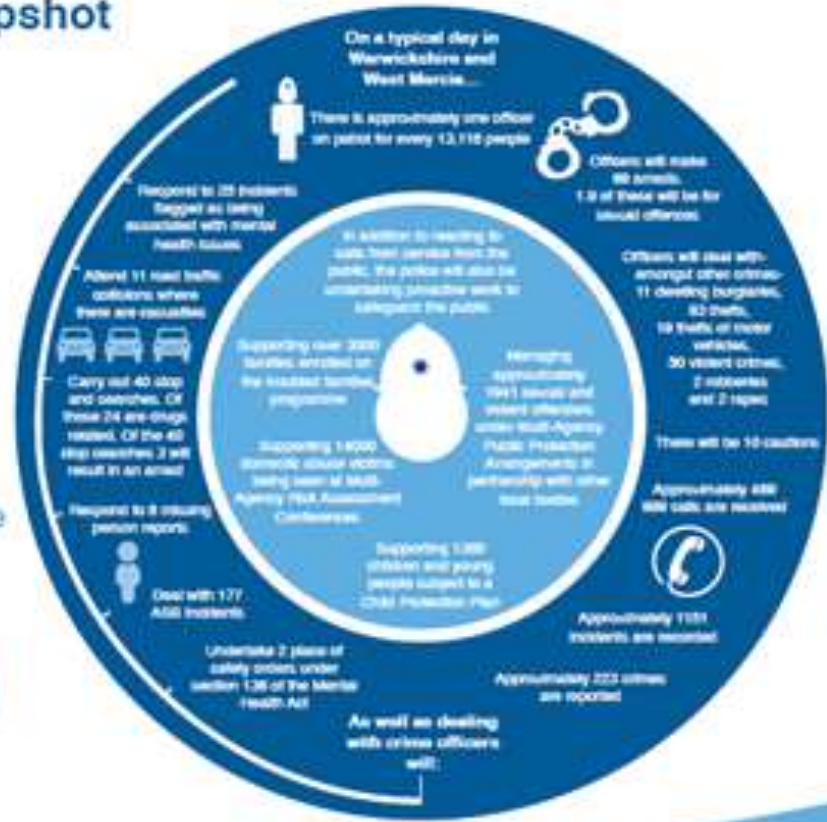 pshot
On a typical day in
Warwickshire and
West Mercia...
There is approximately one officer
on patrol for every 13,116 people
Officers will make
arrests.
1.9 of these will be for
sexual offences
Officers will deal with-
amongst other crimes-
11 dwelling burglaries,
thefts,
19 thefts of motor
vehicles,
violent crimes,
2 robberies
and 2 rapes
There will be 10 cautions
Approximately
calls are received
Approximately
incidents are recorded
Approximately 223 crimes
are reported
As well as dealing
with crime officers
will:
Undertake 2 place of
safety orders under
section 136 of the Mental
Health Act
Deal with 177
ASB incidents
Respond to 8 missing
person reports
Carry out 40 stop
and searches. Of
these 24 are drugs
related. Of the 40
stop searches 3 will
result in an arrest
Attend 11 road traffic
collisions where
there are casualties
Respond to incidents
flagged as being
associated with mental
health issues
In addition to reacting to
calls from service from the
public, the police will also be
undertaking proactive work to
safeguard the public
Supporting over
families enrolled on
the troubled families
programme
Managing
approximately
sexual and
violent offenders
under Multi-Agency
Public Protection
Arrangements in
partnership with other
local bodies
Supporting 14000
domestic abuse victims
being seen at Multi-
Agency Risk Assessment
Conferences
Supporting
children and young
people subject to a
Child Protection Plan